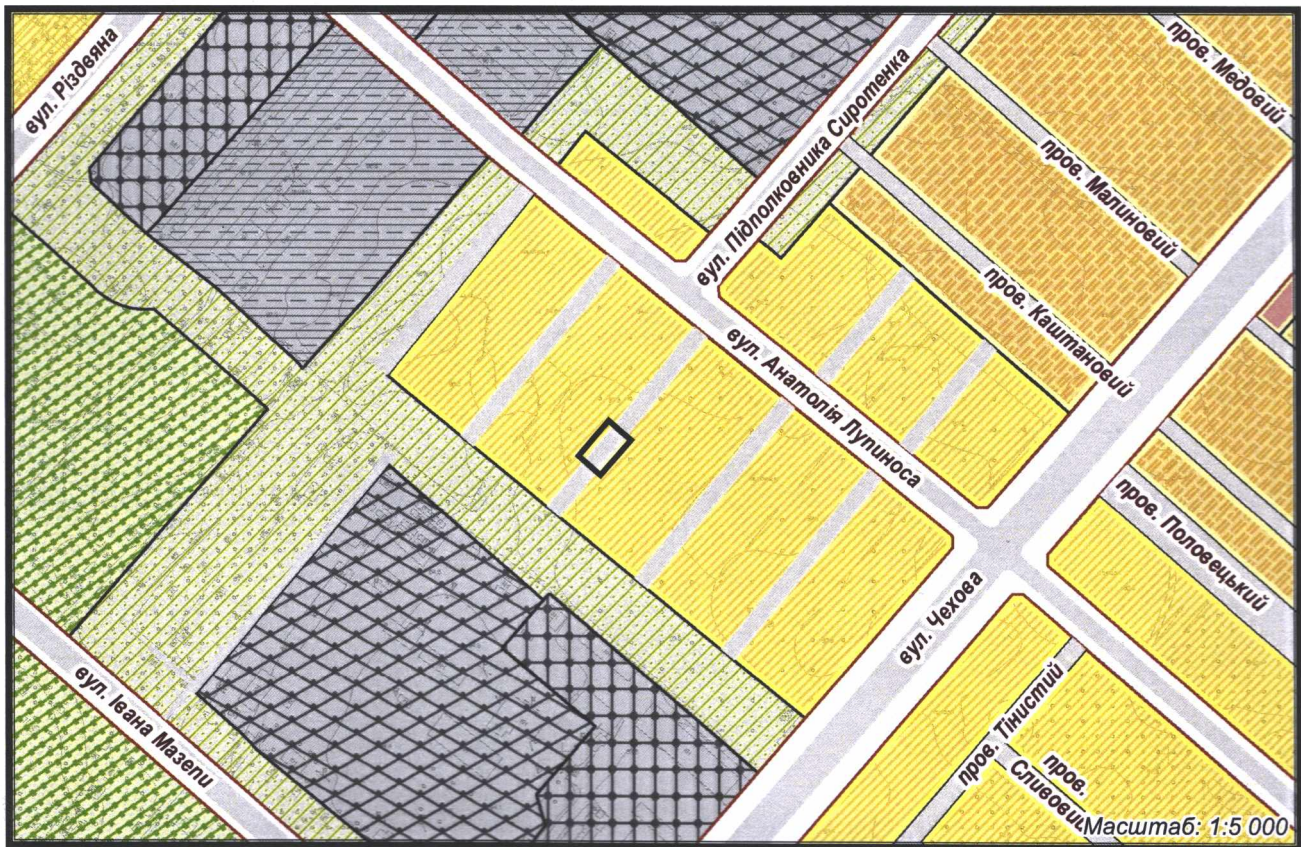 вул. Різдвяна
пров. Медовий
вул. Підполковника Сиротенка
пров. Малиновий
пров. Каштановий
вул. Анатолія Лупиноса
пров. Половецький
вул. Чехова
вул. Івана Мазепи
пров. Тінистий
пров.
Масштаб: 1:5 000